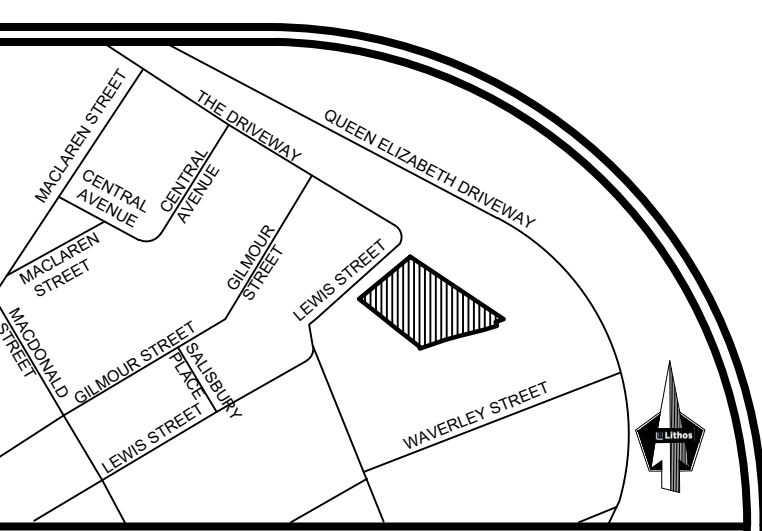 MACLAREN STREET
THE DRIVEWAY
QUEEN ELIZABETH DRIVEWAY
CENTRAL
AVENUE
CENTRAL
AVENUE
MACLAREN
STREET
GILMOUR
STREET
LEWIS STREET
MACDONALD
STREET
GILMOUR STREET
SALISBURY
PLACE
LEWIS STREET
WAVERLEY STREET
Lithos